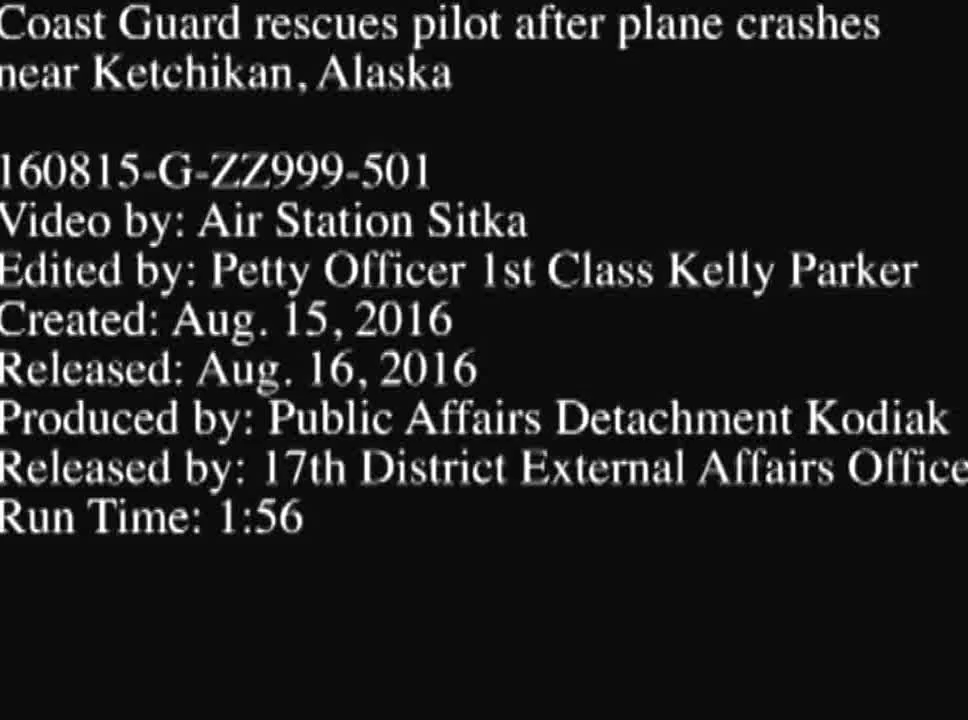 Coast Guard rescues pilot after plane crashes
near Ketchikan, Alaska
160815-G-ZZ999-501
Video by: Air Station Sitka
Edited by: Petty Officer 1st Class Kelly Parker
Created: Aug. 15, 2016
Released: Aug. 16, 2016
Produced by: Public Affairs Detachment Kodiak
Released by: 17th District External Affairs Office
Run Time: 1:56